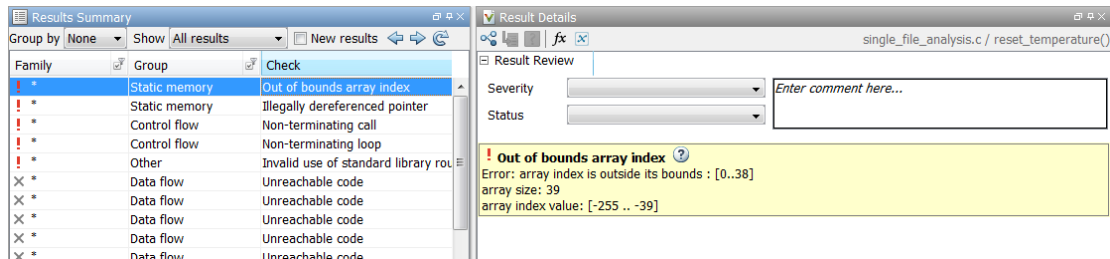 Results Summary
Group by None Show All results New results
Family Group Check
! * Static memory Out of bounds array index
! * Static memory Illegally dereferenced pointer
! * Control flow Non-terminating call
! * Control flow Non-terminating loop
! * Other Invalid use of standard library rou
× * Data flow Unreachable code
× * Data flow Unreachable code
× * Data flow Unreachable code
× * Data flow Unreachable code
Result Details
fx x single_file_analysis.c / reset_temperature()
Result Review
Severity Enter comment here...
Status
! Out of bounds array index ?
Error: array index is outside its bounds : [0..38]
array size: 39
array index value: [-255 .. -39]